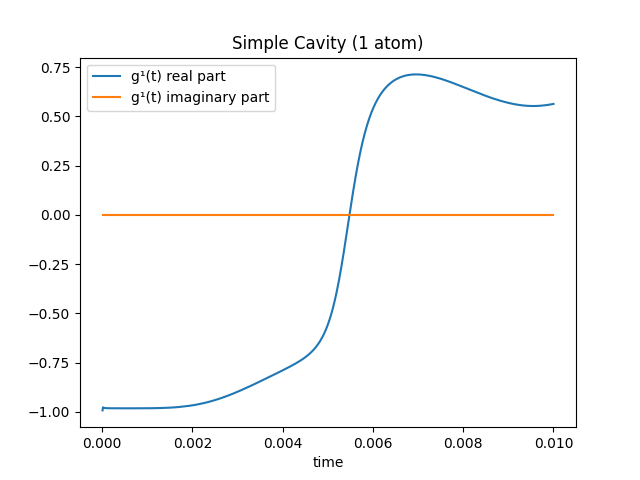 Simple Cavity (1 atom)
g¹(t) real part
g¹(t) imaginary part
0.75
0.50
0.25
0.00
−0.25
−0.50
−0.75
−1.00
0.000 0.002 0.004 0.006 0.008 0.010
time